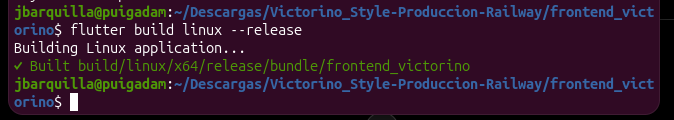 jbarquilla@puigadam:~/Descargas/Victorino_Style-Produccion-Railway/frontend_vict
orino$ flutter build linux --release
Building Linux application...
✓ Built build/linux/x64/release/bundle/frontend_victorino
jbarquilla@puigadam:~/Descargas/Victorino_Style-Produccion-Railway/frontend_vict
orino$